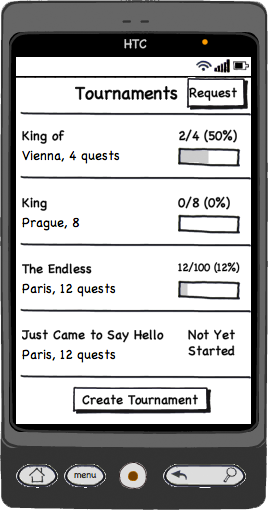 HTC
Tournaments
Request
King of
2/4 (50%)
Vienna, 4 quests
King
0/8 (0%)
Prague, 8
The Endless
12/100 (12%)
Paris, 12 quests
Just Came to Say Hello
Not Yet
Started
Paris, 12 quests
Create Tournament
menu